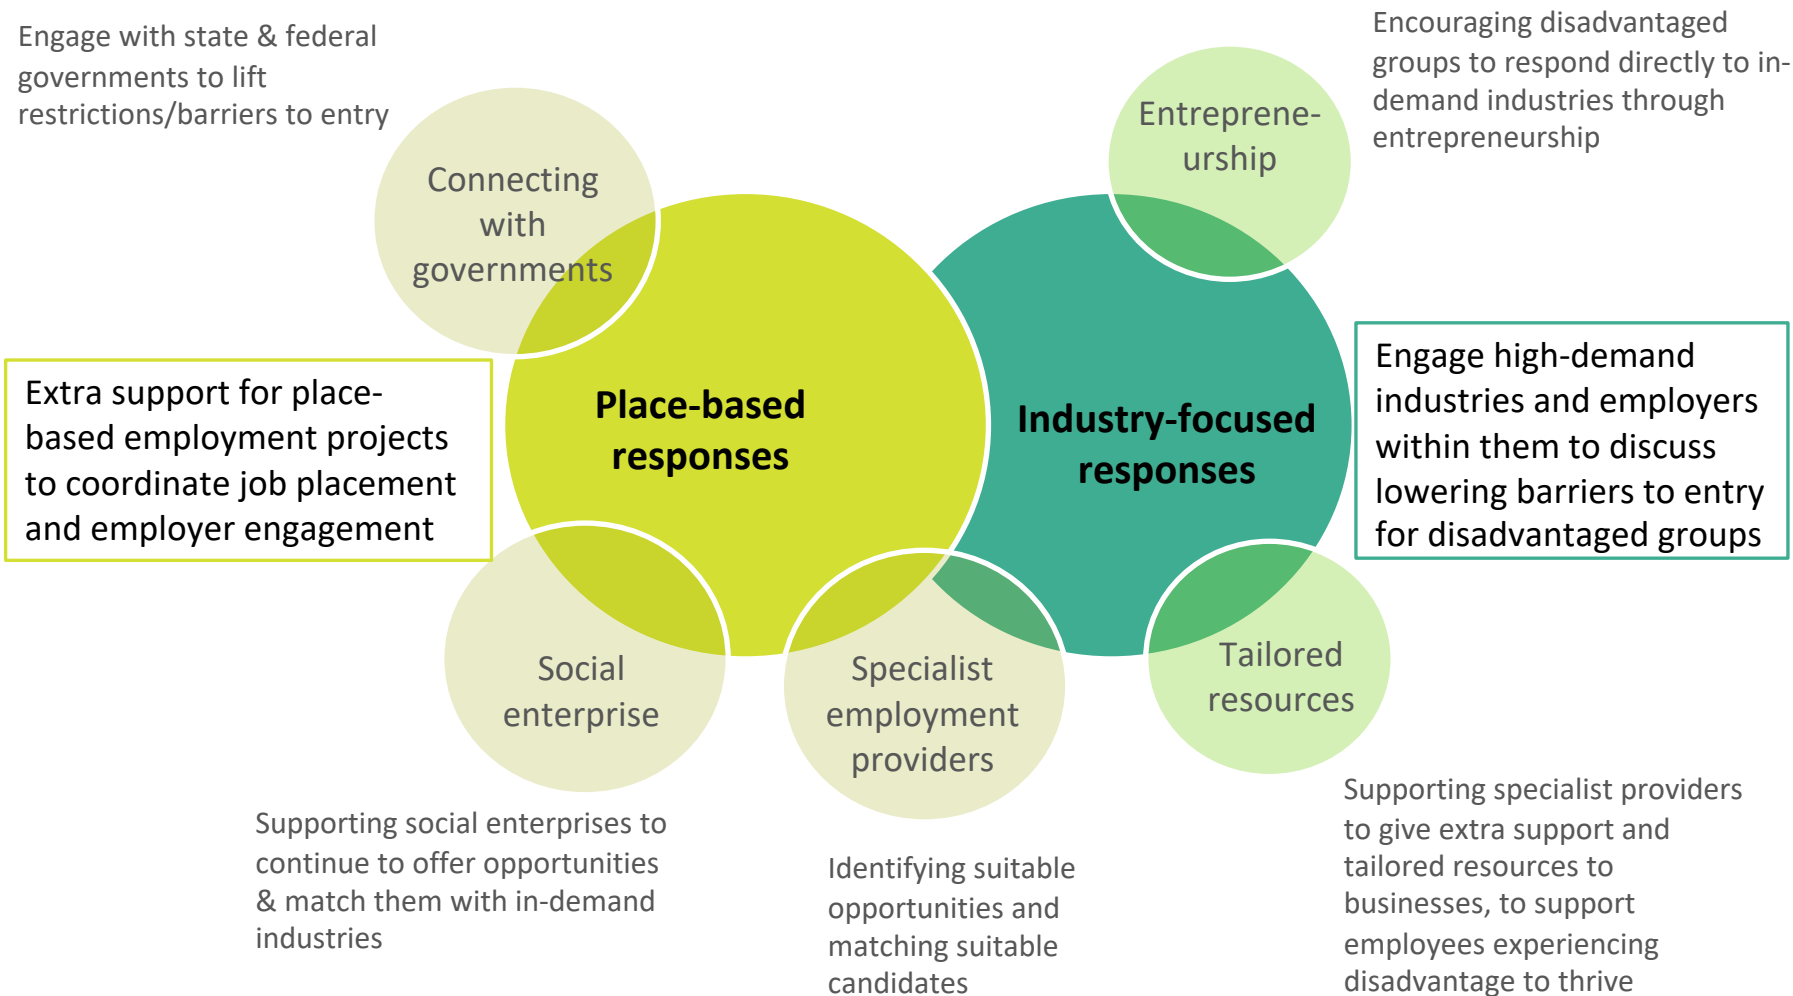 Engage with state & federal
governments to lift
restrictions/barriers to entry
Encouraging disadvantaged
groups to respond directly to in-
demand industries through
entrepreneurship
Entreprene-
urship
Connecting
with
governments
Extra support for place-
based employment projects
to coordinate job placement
and employer engagement
Place-based
responses
Industry-focused
responses
Engage high-demand
industries and employers
within them to discuss
lowering barriers to entry
for disadvantaged groups
Social
enterprise
Specialist
employment
providers
Tailored
resources
Supporting social enterprises to
continue to offer opportunities
& match them with in-demand
industries
Identifying suitable
opportunities and
matching suitable
candidates
Supporting specialist providers
to give extra support and
tailored resources to
businesses, to support
employees experiencing
disadvantage to thrive